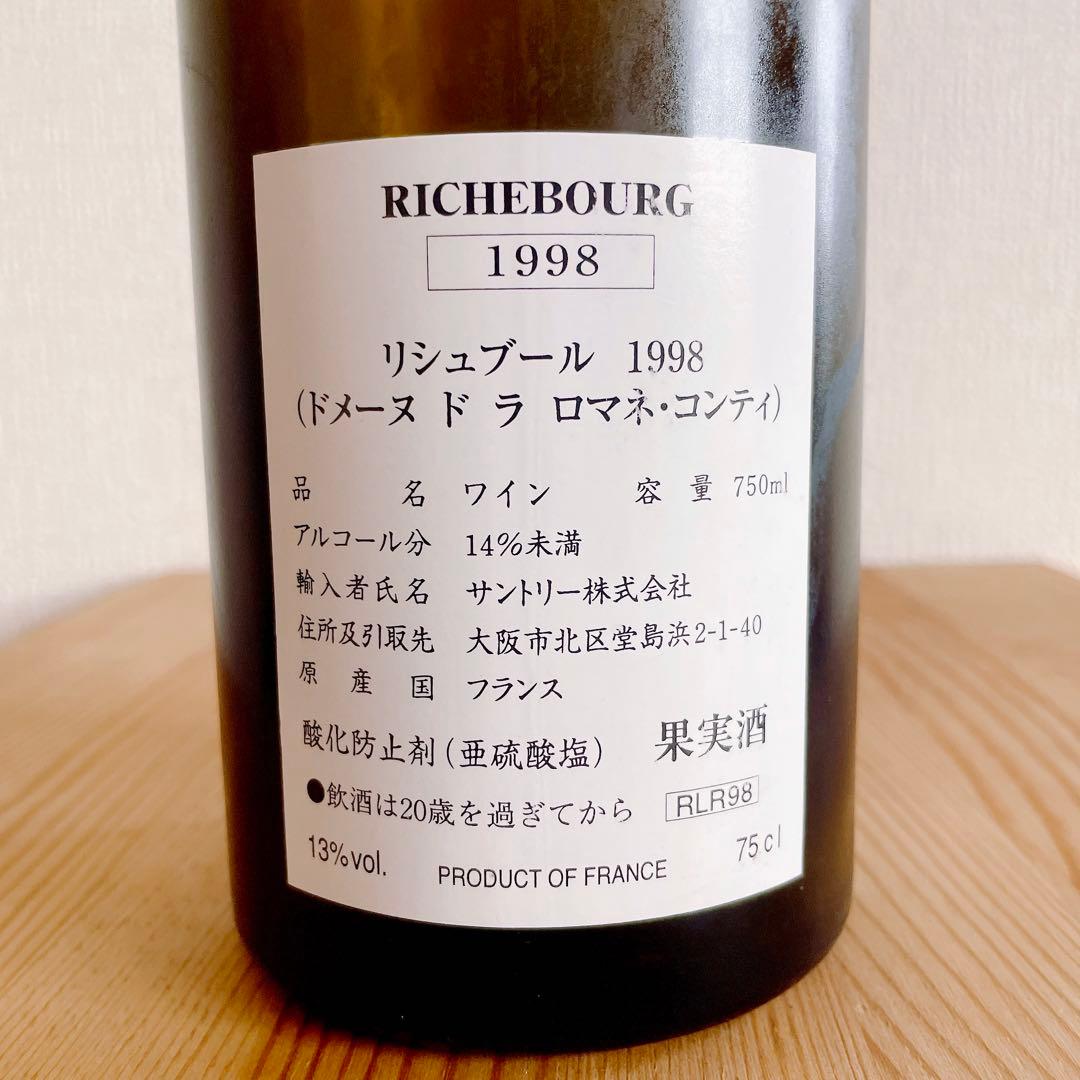 RICHEBOURG
1998
リシュブール 1998
(ドメーヌ ド ラ ロマネ・コンティ)
品名 ワイン 容量 750ml
アルコール分 14%未満
輸入者氏名 サントリー株式会社
住所及引取先 大阪市北区堂島浜2-1-40
原産国 フランス
酸化防止剤(亜硫酸塩) 果実酒
●飲酒は20歳を過ぎてから RLR98
13%vol. PRODUCT OF FRANCE 75cl